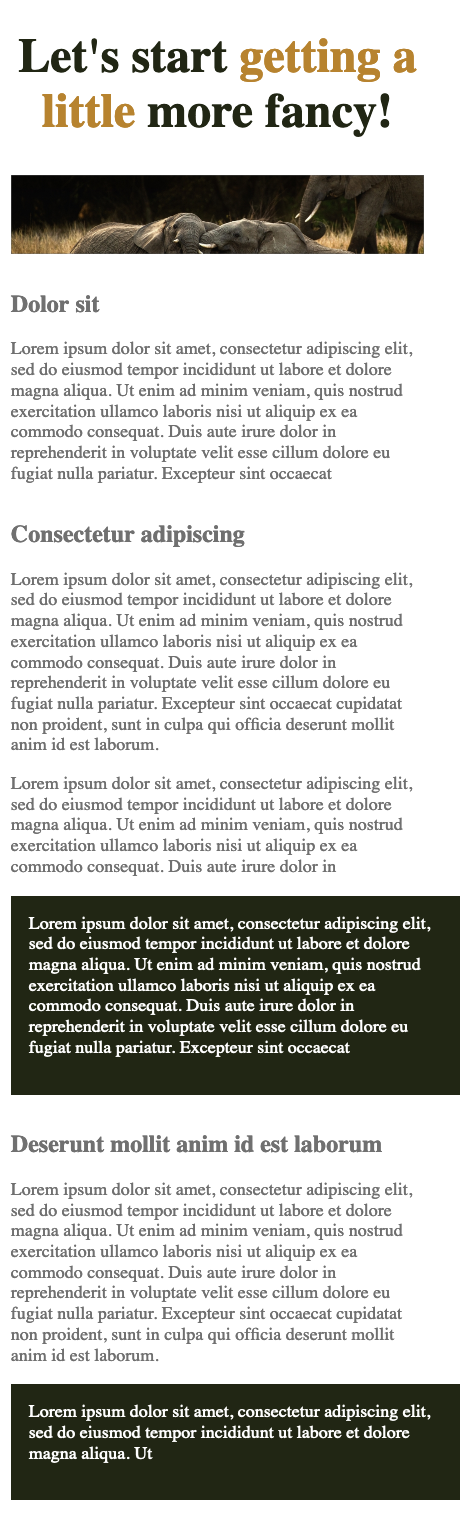 Let's start getting a
little more fancy!
Dolor sit
Lorem ipsum dolor sit amet, consectetur adipiscing elit,
sed do eiusmod tempor incididunt ut labore et dolore
magna aliqua. Ut enim ad minim veniam, quis nostrud
exercitation ullamco laboris nisi ut aliquip ex ea
commodo consequat. Duis aute irure dolor in
reprehenderit in voluptate velit esse cillum dolore eu
fugiat nulla pariatur. Excepteur sint occaecat
Consectetur adipiscing
Lorem ipsum dolor sit amet, consectetur adipiscing elit,
sed do eiusmod tempor incididunt ut labore et dolore
magna aliqua. Ut enim ad minim veniam, quis nostrud
exercitation ullamco laboris nisi ut aliquip ex ea
commodo consequat. Duis aute irure dolor in
reprehenderit in voluptate velit esse cillum dolore eu
fugiat nulla pariatur. Excepteur sint occaecat cupidatat
non proident, sunt in culpa qui officia deserunt mollit
anim id est laborum.
Lorem ipsum dolor sit amet, consectetur adipiscing elit,
sed do eiusmod tempor incididunt ut labore et dolore
magna aliqua. Ut enim ad minim veniam, quis nostrud
exercitation ullamco laboris nisi ut aliquip ex ea
commodo consequat. Duis aute irure dolor in
Lorem ipsum dolor sit amet, consectetur adipiscing elit,
sed do eiusmod tempor incididunt ut labore et dolore
magna aliqua. Ut enim ad minim veniam, quis nostrud
exercitation ullamco laboris nisi ut aliquip ex ea
commodo consequat. Duis aute irure dolor in
reprehenderit in voluptate velit esse cillum dolore eu
fugiat nulla pariatur. Excepteur sint occaecat
Deserunt mollit anim id est laborum
Lorem ipsum dolor sit amet, consectetur adipiscing elit,
sed do eiusmod tempor incididunt ut labore et dolore
magna aliqua. Ut enim ad minim veniam, quis nostrud
exercitation ullamco laboris nisi ut aliquip ex ea
commodo consequat. Duis aute irure dolor in
reprehenderit in voluptate velit esse cillum dolore eu
fugiat nulla pariatur. Excepteur sint occaecat cupidatat
non proident, sunt in culpa qui officia deserunt mollit
anim id est laborum.
Lorem ipsum dolor sit amet, consectetur adipiscing elit,
sed do eiusmod tempor incididunt ut labore et dolore
magna aliqua. Ut